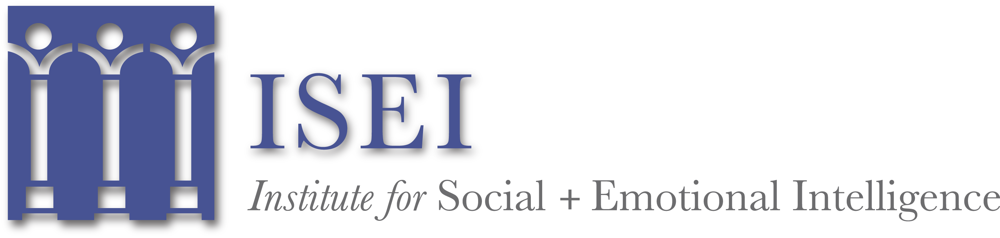 ISEI
Institute for Social + Emotional Intelligence